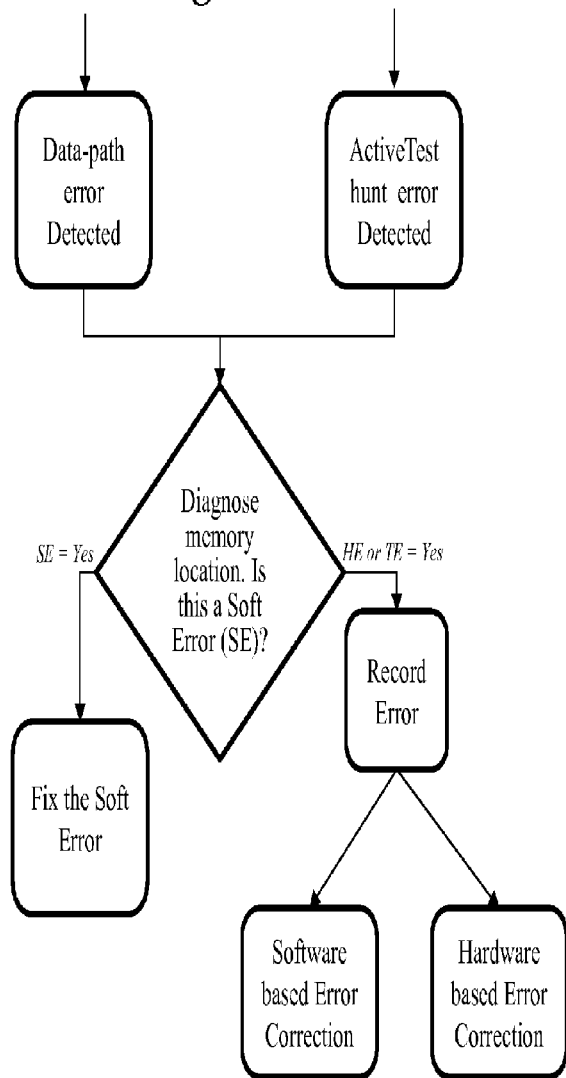 Data-path
error
Detected
ActiveTest
hunt error
Detected
Diagnose
memory
location. Is
this a Soft
Error (SE)?
SE = Yes
HE or TE = Yes
Record
Error
Fix the Soft
Error
Software
based Error
Correction
Hardware
based Error
Correction